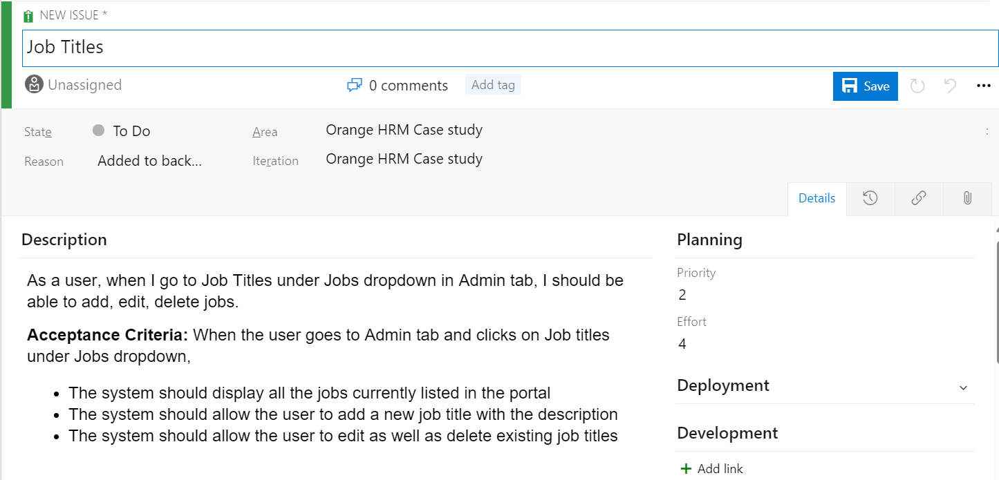 NEW ISSUE *
Job Titles
Unassigned
0 comments
Add tag
Save
State
To Do
Area
Orange HRM Case study
Reason
Added to back...
Iteration
Orange HRM Case study
Details
Description
As a user, when I go to Job Titles under Jobs dropdown in Admin tab, I should be
able to add, edit, delete jobs.
Acceptance Criteria: When the user goes to Admin tab and clicks on Job titles
under Jobs dropdown,
• The system should display all the jobs currently listed in the portal
• The system should allow the user to add a new job title with the description
• The system should allow the user to edit as well as delete existing job titles
Planning
Priority
2
Effort
4
Deployment
Development
+ Add link